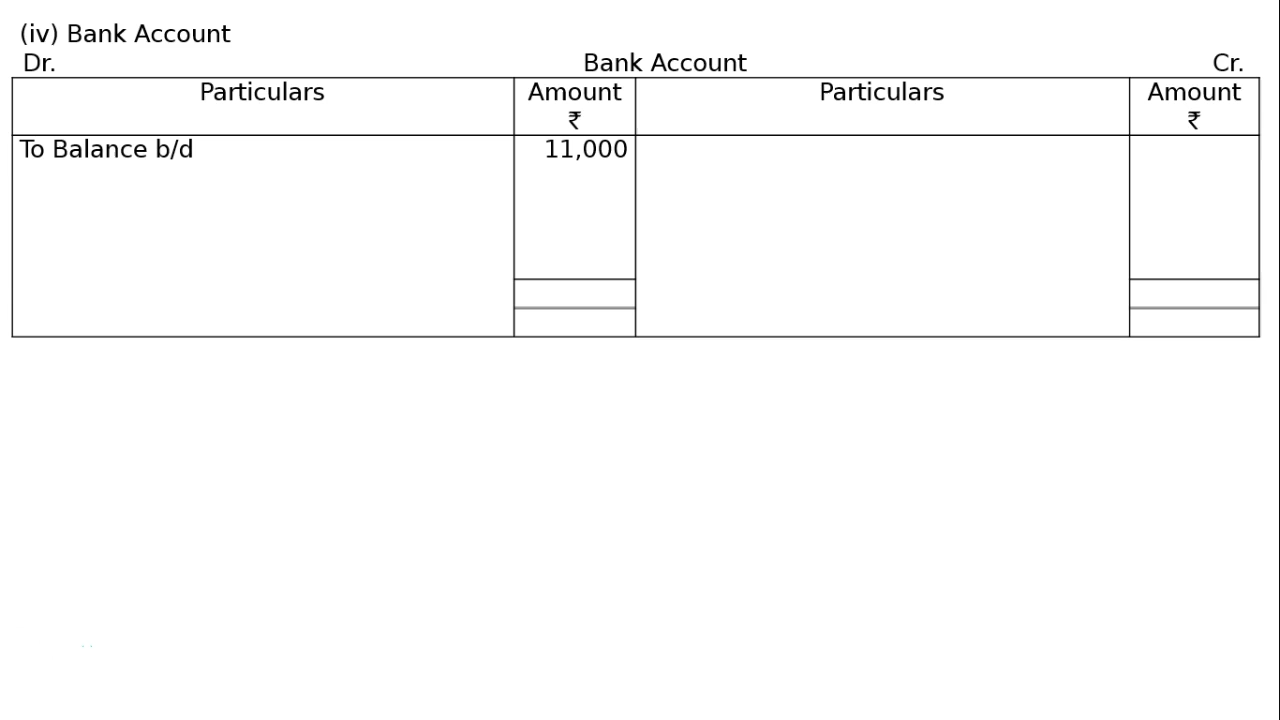 (iv) Bank Account
Dr. Bank Account Cr.
Particulars Amount Particulars Amount
₹ ₹
To Balance b/d 11,000